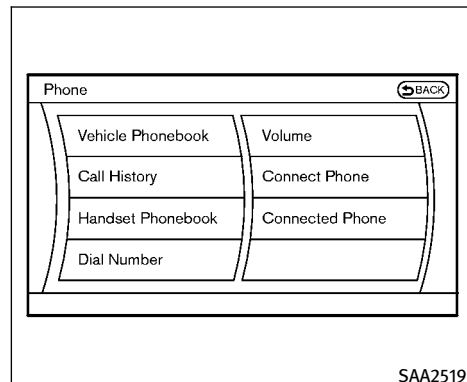 Phone
BACK
Vehicle Phonebook
Volume
Call History
Connect Phone
Handset Phonebook
Connected Phone
Dial Number
SAA2519